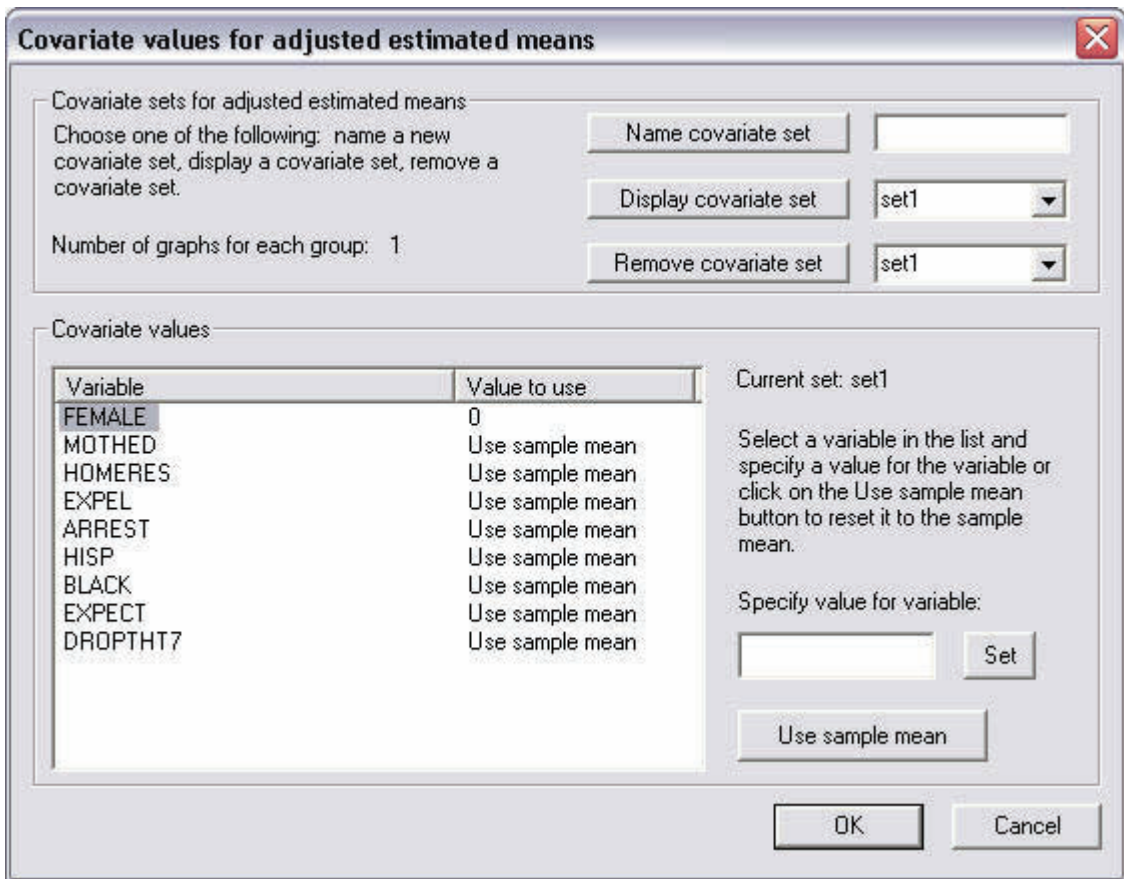 Covariate values for adjusted estimated means
Covariate sets for adjusted estimated means
Choose one of the following: name a new
covariate set, display a covariate set, remove a
covariate set.
Number of graphs for each group: 1
Name covariate set
Display covariate set
set1
Remove covariate set
set1
Covariate values
Variable Value to use
FEMALE 0
MOTHED Use sample mean
HOMERES Use sample mean
EXPEL Use sample mean
ARREST Use sample mean
HISP Use sample mean
BLACK Use sample mean
EXPECT Use sample mean
DROPTHT7 Use sample mean
Current set: set1
Select a variable in the list and
specify a value for the variable or
click on the Use sample mean
button to reset it to the sample
mean.
Specify value for variable:
Set
Use sample mean
OK Cancel